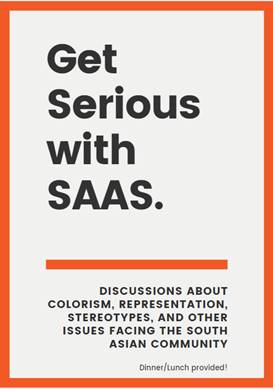 Get
Serious
with
SAAS.
DISCUSSIONS ABOUT
COLORISM, REPRESENTATION,
STEREOTYPES, AND OTHER
ISSUES FACING THE SOUTH
ASIAN COMMUNITY
Dinner/Lunch provided!